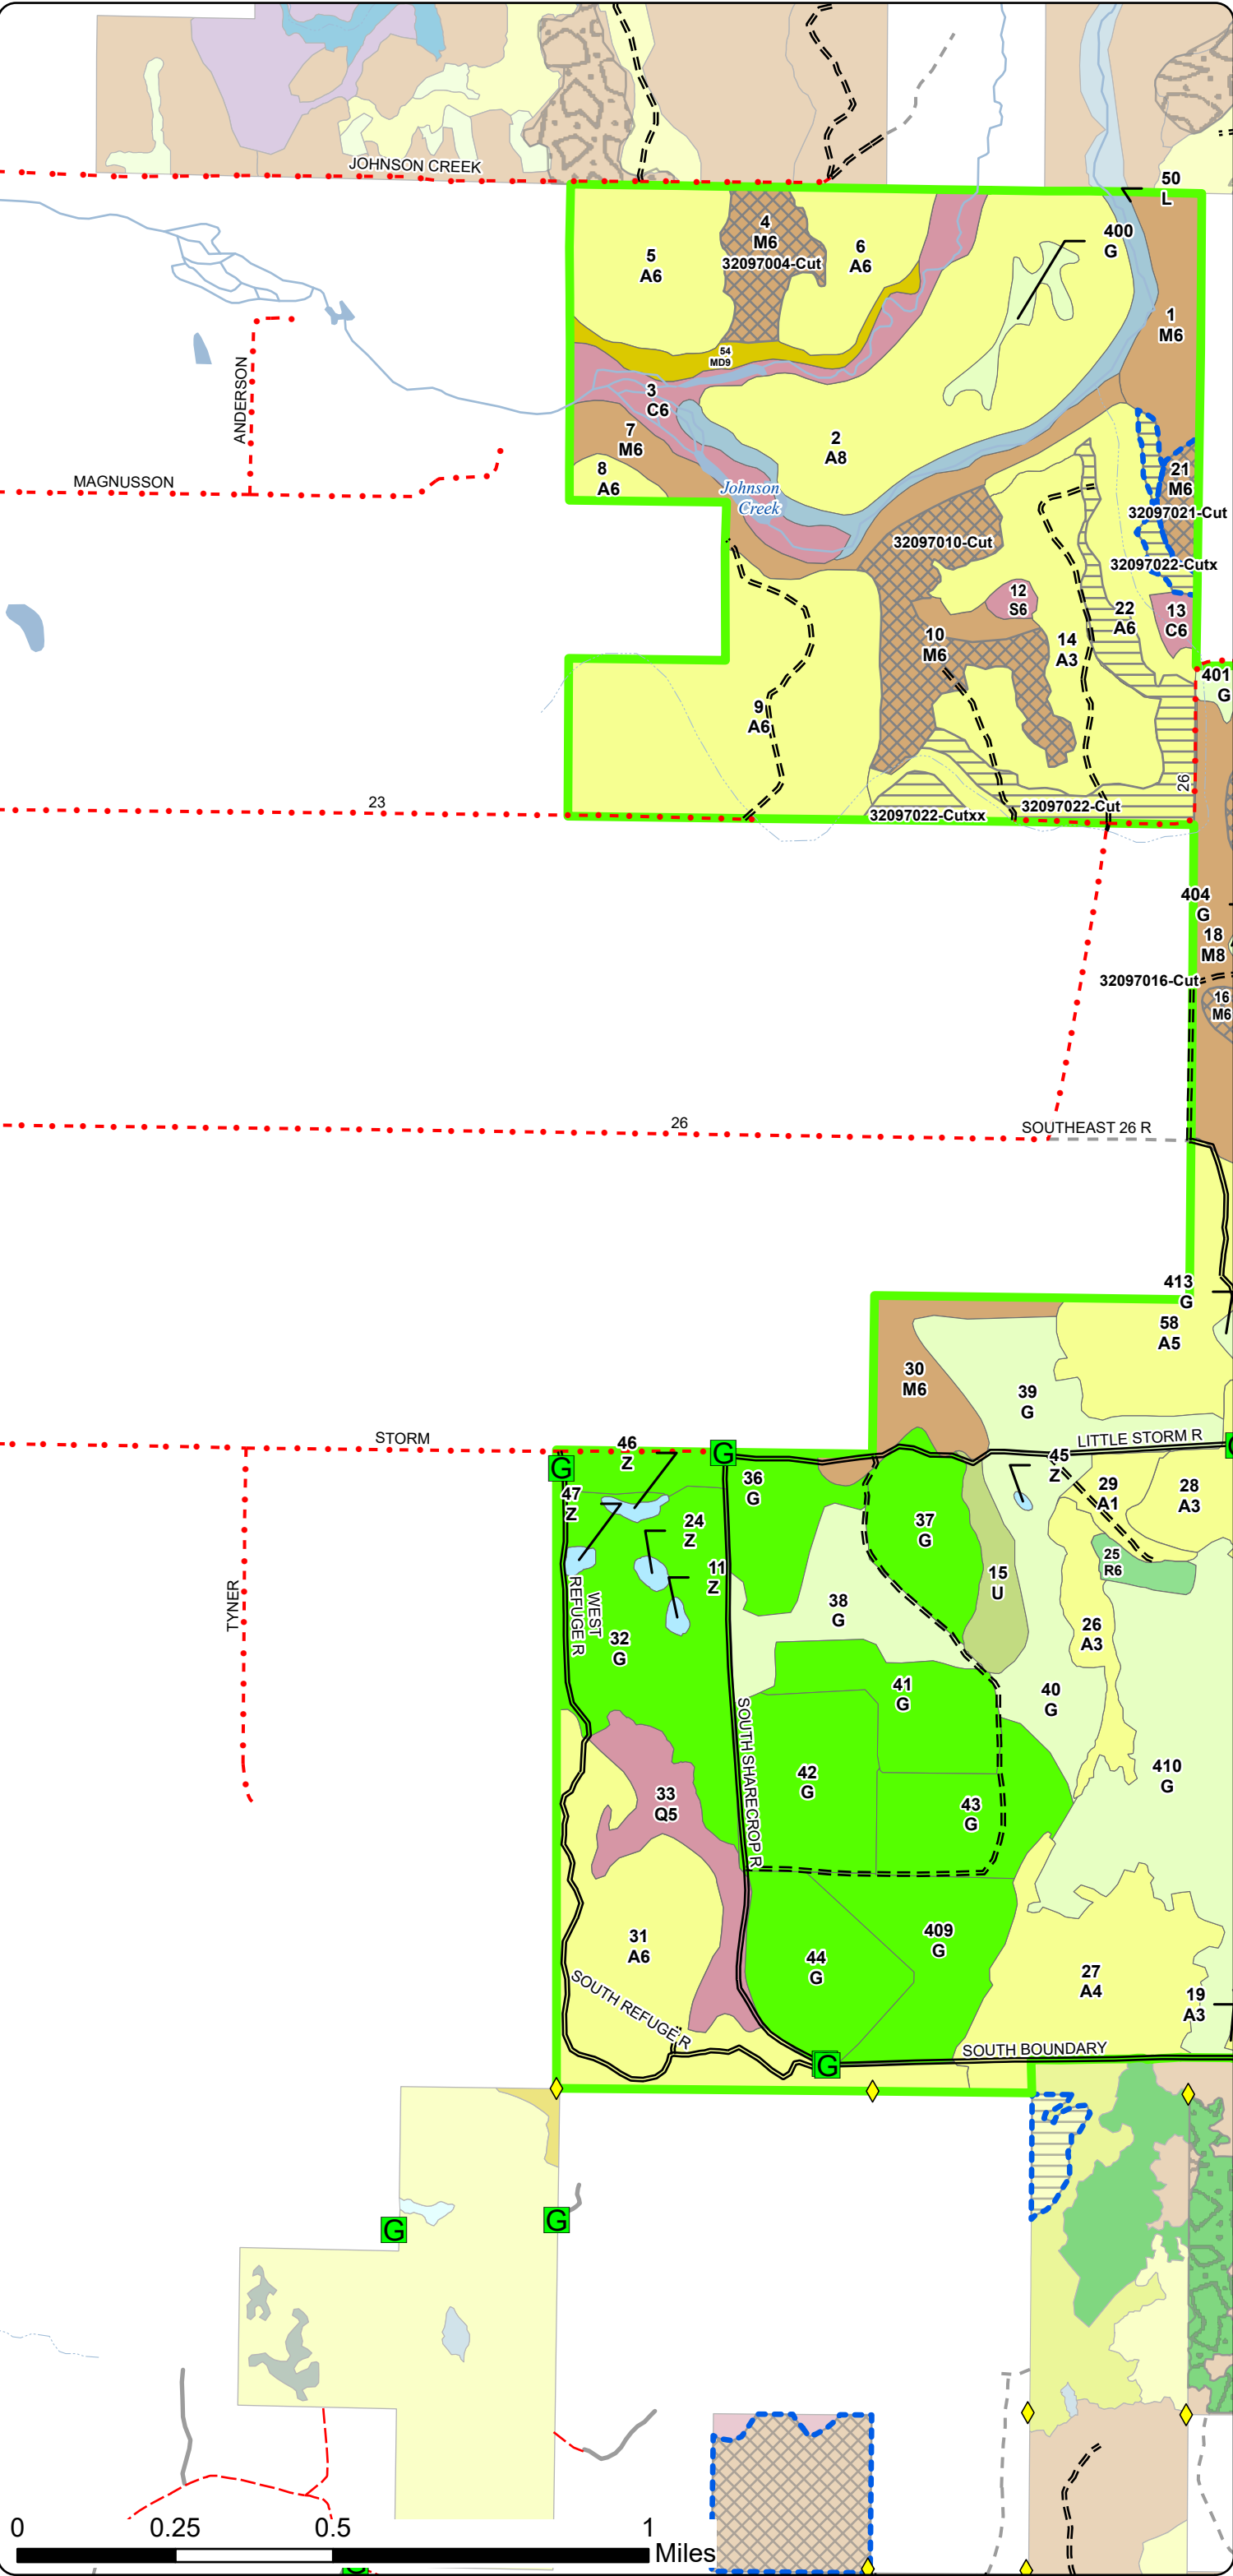 JOHNSON CREEK
50
L
4
M6
32097004-Cut
400
G
5
A6
6
A6
1
M6
54
MD9
ANDERSON
3
C6
7
M6
2
A8
8
A6
MAGNUSSON
Johnson
Creek
21
M6
32097021-Cut
32097010-Cut
32097022-Cutx
12
S6
22
A6
13
C6
10
M6
14
A3
401
G
9
A6
26
23
32097022-Cut
32097022-Cutxx
404
G
18
M8
32097016-Cut
16
M6
26
SOUTHEAST 26 R
413
G
58
A5
30
M6
39
G
STORM
LITTLE STORM R
46
Z
G
G
45
Z
47
Z
36
G
29
A1
28
A3
24
Z
37
G
11
Z
25
R6
15
U
TYNER
WEST
REFUGE R
38
G
32
G
26
A3
41
G
40
G
SOUTH SHARECROP R
42
G
410
G
33
Q5
43
G
31
A6
409
G
44
G
27
A4
SOUTH REFUGE R
19
A3
SOUTH BOUNDARY
G
G
G
0
0.25
0.5
1
Miles